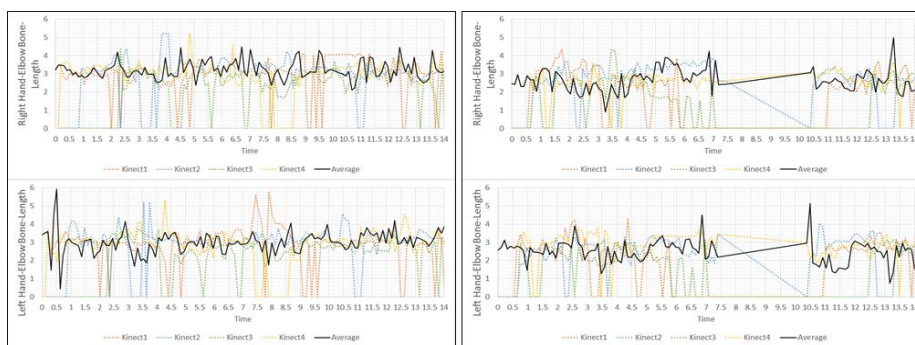 Right Hand-Elbow Bone-
Length
6
5
4
3
2
1
0
0 0.5 1 1.5 2 2.5 3 3.5 4 4.5 5 5.5 6 6.5 7 7.5 8 8.5 9 9.5 10 10.5 11 11.5 12 12.5 13 13.5 14
Time
Kinect1 Kinect2 Kinect3 Kinect4 Average
Right Hand-Elbow Bone-
Length
6
5
4
3
2
1
0
0 0.5 1 1.5 2 2.5 3 3.5 4 4.5 5 5.5 6 6.5 7 7.5 8 8.5 9 9.5 10 10.5 11 11.5 12 12.5 13 13.5 14
Time
Kinect1 Kinect2 Kinect3 Kinect4 Average
Left Hand-Elbow Bone-Length
6
5
4
3
2
1
0
0 0.5 1 1.5 2 2.5 3 3.5 4 4.5 5 5.5 6 6.5 7 7.5 8 8.5 9 9.5 10 10.5 11 11.5 12 12.5 13 13.5 14
Time
Kinect1 Kinect2 Kinect3 Kinect4 Average
Left Hand-Elbow Bone-Length
6
5
4
3
2
1
0
0 0.5 1 1.5 2 2.5 3 3.5 4 4.5 5 5.5 6 6.5 7 7.5 8 8.5 9 9.5 10 10.5 11 11.5 12 12.5 13 13.5 14
Time
Kinect1 Kinect2 Kinect3 Kinect4 Average